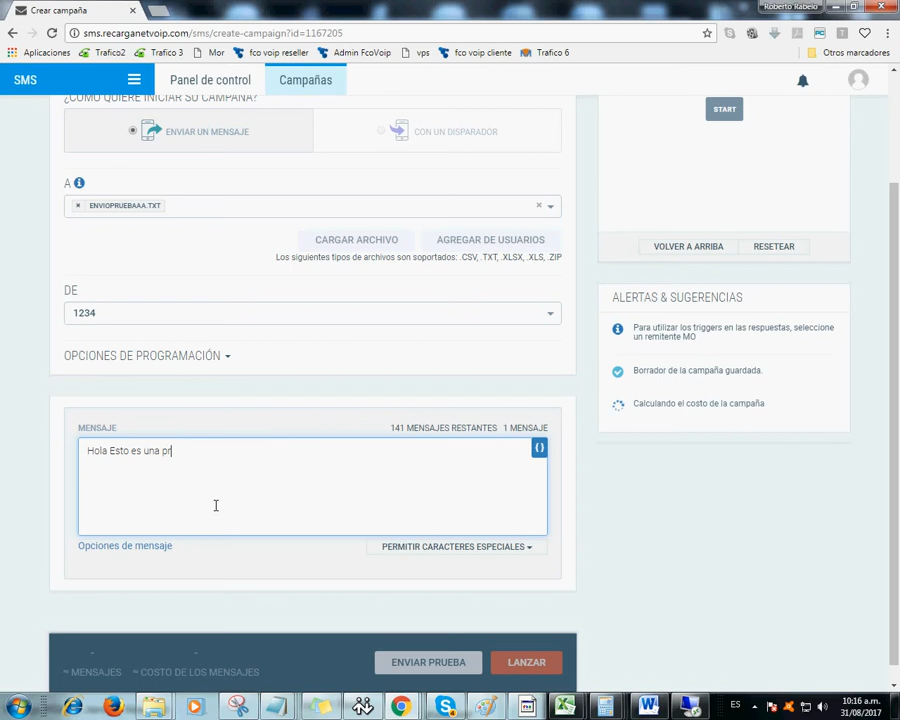 Crear campaña
Roberto Rabelo
sms.recarganetvoip.com/sms/create-campaign?id=1167205
Aplicaciones
Trafico2
Trafico 3
Mor
fco voip reseller
Admin FcoVoip
vps
fco voip cliente
Trafico 6
Otros marcadores
SMS
Panel de control
Campañas
¿CÓMO QUIERE INICIAR SU CAMPAÑA?
ENVIAR UN MENSAJE
CON UN DISPARADOR
START
A
× ENVIOPRUEBAAA.TXT ×
VOLVER A ARRIBA
RESETEAR
CARGAR ARCHIVO
AGREGAR DE USUARIOS
Los siguientes tipos de archivos son soportados: .CSV, .TXT, .XLSX, .XLS, .ZIP
DE
1234
ALERTAS & SUGERENCIAS
Para utilizar los triggers en las respuestas, seleccione
un remitente MO
OPCIONES DE PROGRAMACIÓN
Borrador de la campaña guardada.
Calculando el costo de la campaña
MENSAJE
141 MENSAJES RESTANTES 1 MENSAJE
Hola Esto es una pr
{}
Opciones de mensaje
PERMITIR CARACTERES ESPECIALES
- -
≈ MENSAJES ≈ COSTO DE LOS MENSAJES
ENVIAR PRUEBA
LANZAR
ES
10:16 a.m.
31/08/2017